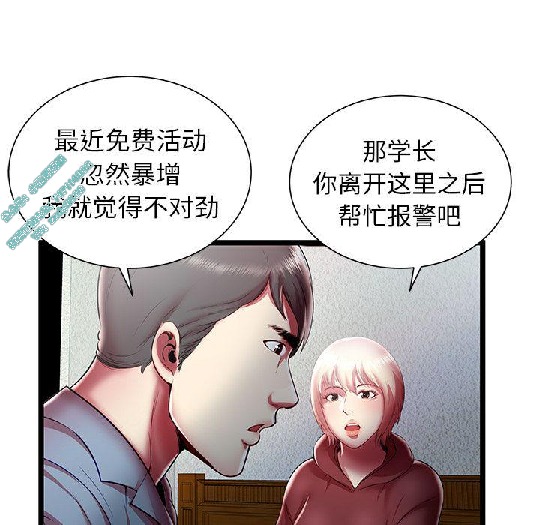 最近免费活动
忽然暴增
我就觉得不对劲
那学长
你离开这里之后
帮忙报警吧